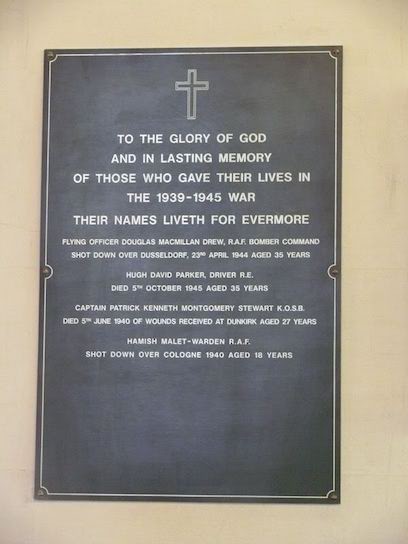 TO THE GLORY OF GOD
AND IN LASTING MEMORY
OF THOSE WHO GAVE THEIR LIVES IN
THE 1939-1945 WAR
THEIR NAMES LIVETH FOR EVERMORE
FLYING OFFICER DOUGLAS MACMILLAN DREW, R.A.F. BOMBER COMMAND
SHOT DOWN OVER DUSSELDORF, 23RD APRIL 1944 AGED 35 YEARS
HUGH DAVID PARKER, DRIVER R.E.
DIED 5TH OCTOBER 1945 AGED 35 YEARS
CAPTAIN PATRICK KENNETH MONTGOMERY STEWART K.O.S.B.
DIED 5TH JUNE 1940 OF WOUNDS RECEIVED AT DUNKIRK AGED 27 YEARS
HAMISH MALET-WARDEN R.A.F.
SHOT DOWN OVER COLOGNE 1940 AGED 18 YEARS